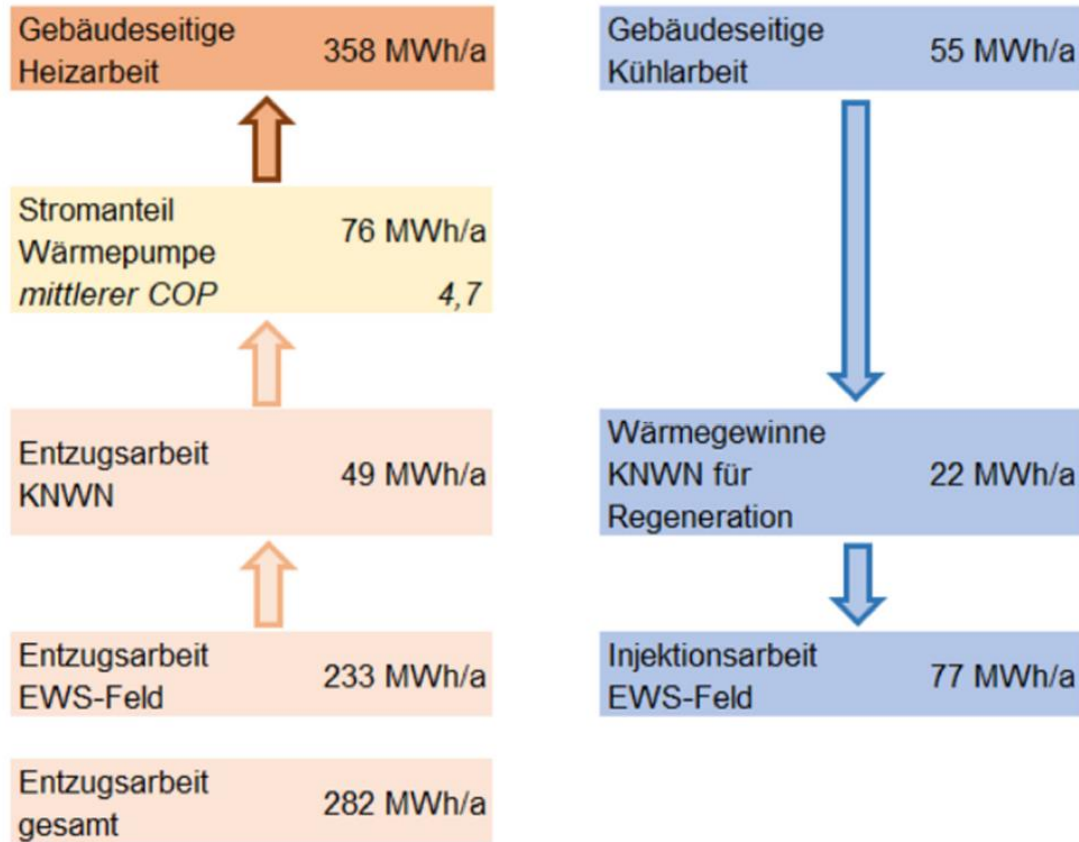 Gebäudeseitige
Heizarbeit
358 MWh/a
Stromanteil
Wärmepumpe
76 MWh/a
mittlerer COP
4,7
Entzugsarbeit
KNWN
49 MWh/a
Entzugsarbeit
EWS-Feld
233 MWh/a
Entzugsarbeit
gesamt
282 MWh/a
Gebäudeseitige
Kühlarbeit
55 MWh/a
Wärmegewinne
KNWN für
Regeneration
22 MWh/a
Injektionsarbeit
EWS-Feld
77 MWh/a